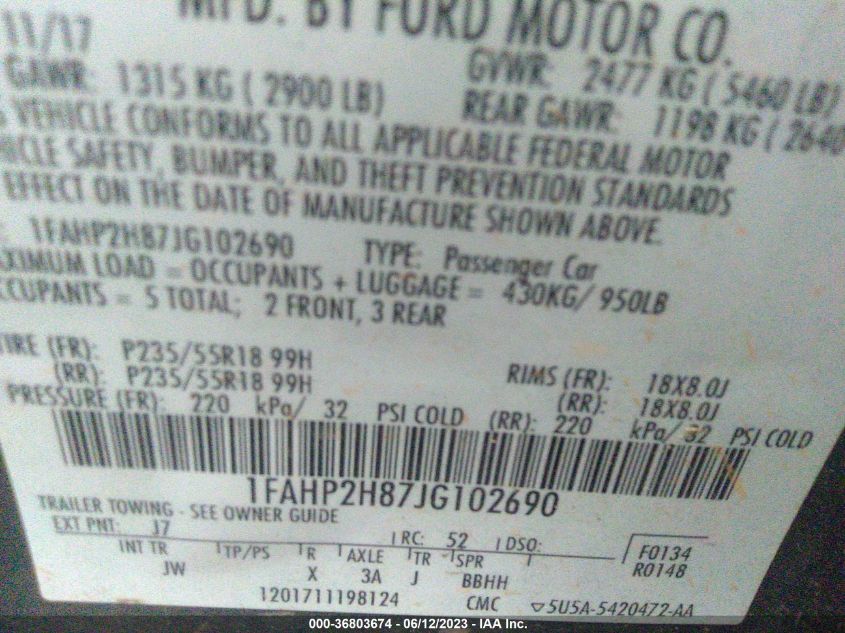 MFD. BY FORD MOTOR CO.
11/17
GVWR: 2477 KG ( 5460 LB)
GAWR: 1315 KG ( 2900 LB)
REAR GAWR: 1198 KG ( 2640
VEHICLE CONFORMS TO ALL APPLICABLE FEDERAL MOTOR
ICLE SAFETY, BUMPER, AND THEFT PREVENTION STANDARDS
EFFECT ON THE DATE OF MANUFACTURE SHOWN ABOVE.
1FAHP2H87JG102690 TYPE: Passenger Car
AXIMUM LOAD = OCCUPANTS + LUGGAGE = 430KG/ 950LB
CCUPANTS = 5 TOTAL; 2 FRONT, 3 REAR
TIRE (FR): P235/55R18 99H RIMS (FR): 18X8.0J
(RR): P235/55R18 99H (RR): 18X8.0J
PRESSURE (FR): 220 kPa/ 32 PSI COLD (RR): 220 kPa/ 32 PSI COLD
1FAHP2H87JG102690
TRAILER TOWING - SEE OWNER GUIDE
EXT PNT: J7 RC: 52 DSO: F0134
R0148
INT TR TP/PS R AXLE TR SPR
JW X 3A J BBHH
1201711198124 CMC 5U5A-5420472-AA
000-36803674 - 06/12/2023 - IAA Inc.